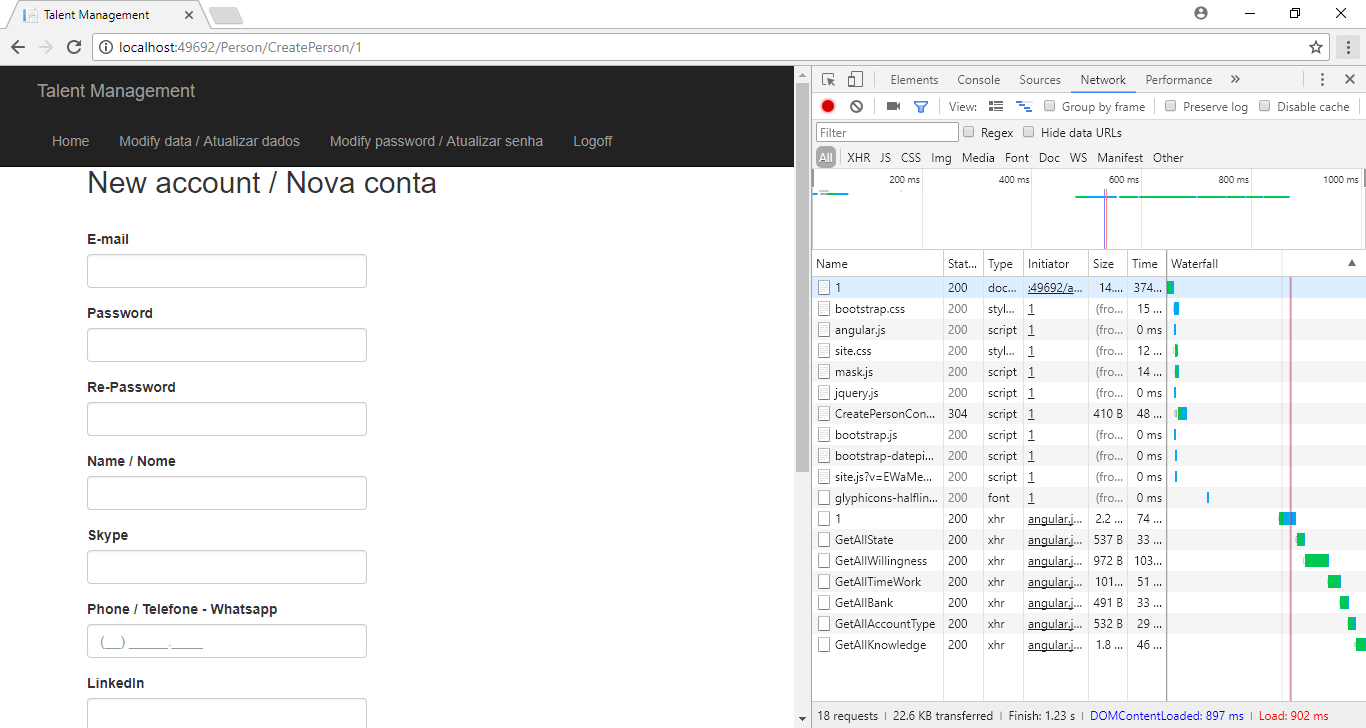 Talent Management
localhost:49692/Person/CreatePerson/1
Talent Management
Home Modify data / Atualizar dados Modify password / Atualizar senha Logoff
New account / Nova conta
E-mail
Password
Re-Password
Name / Nome
Skype
Phone / Telefone - Whatsapp
(__) _____.____
LinkedIn
Elements Console Sources Network Performance »
View: Group by frame Preserve log Disable cache
Filter Regex Hide data URLs
All XHR JS CSS Img Media Font Doc WS Manifest Other
200 ms 400 ms 600 ms 800 ms 1000 ms
Name Stat... Type Initiator Size Time Waterfall
1 200 doc... :49692/a... 14.... 374...
bootstrap.css 200 styl... 1 (fro... 15 ...
angular.js 200 script 1 (fro... 0 ms
site.css 200 styl... 1 (fro... 12 ...
mask.js 200 script 1 (fro... 14 ...
jquery.js 200 script 1 (fro... 0 ms
CreatePersonCon... 304 script 1 410 B 48 ...
bootstrap.js 200 script 1 (fro... 0 ms
bootstrap-datepi... 200 script 1 (fro... 0 ms
site.js?v=EWaMe... 200 script 1 (fro... 0 ms
glyphicons-halflin... 200 font 1 (fro... 0 ms
1 200 xhr angular.j... 2.2 ... 74 ...
GetAllState 200 xhr angular.j... 537 B 33 ...
GetAllWillingness 200 xhr angular.j... 972 B 103...
GetAllTimeWork 200 xhr angular.j... 101... 51 ...
GetAllBank 200 xhr angular.j... 491 B 33 ...
GetAllAccountType 200 xhr angular.j... 532 B 29 ...
GetAllKnowledge 200 xhr angular.j... 1.8 ... 46 ...
18 requests | 22.6 KB transferred | Finish: 1.23 s | DOMContentLoaded: 897 ms | Load: 902 ms